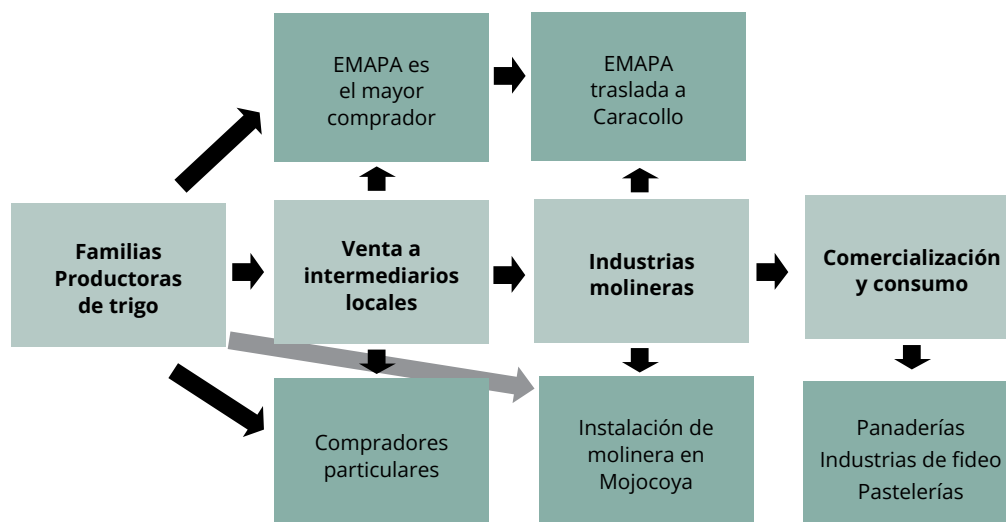 EMAPA es
el mayor
comprador
EMAPA
traslada a
Caracollo
Familias
Productoras
de trigo
Venta a
intermediarios
locales
Industrias
molineras
Comercialización
y consumo
Compradores
particulares
Instalación de
molinera en
Mojocoya
Panaderías
Industrias de fideo
Pastelerías